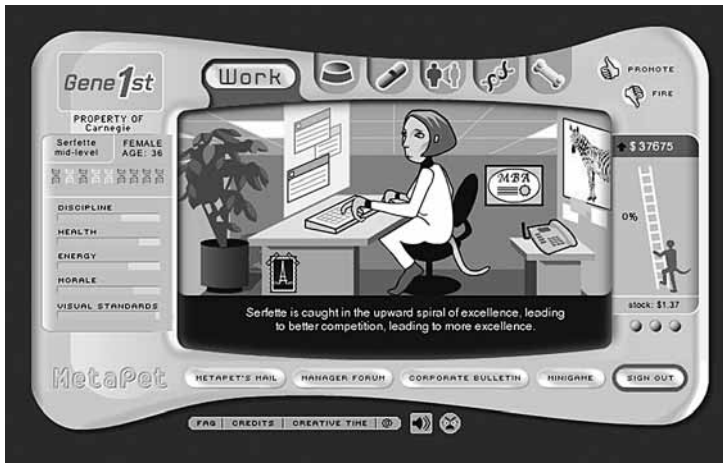 Gene1st
Work
PROMOTE
FIRE
PROPERTY OF
Carnegie
Serfette
mid-level
FEMALE
AGE: 36
DISCIPLINE
HEALTH
ENERGY
MORALE
VISUAL STANDARDS
MBA
$ 37675
0%
stock: $1.37
Serfette is caught in the upward spiral of excellence, leading
to better competition, leading to more excellence.
MetaPet
METAPET'S MAIL
MANAGER FORUM
CORPORATE BULLETIN
MINIGAME
SIGN OUT
FAQ | CREDITS | CREATIVE TIME | @